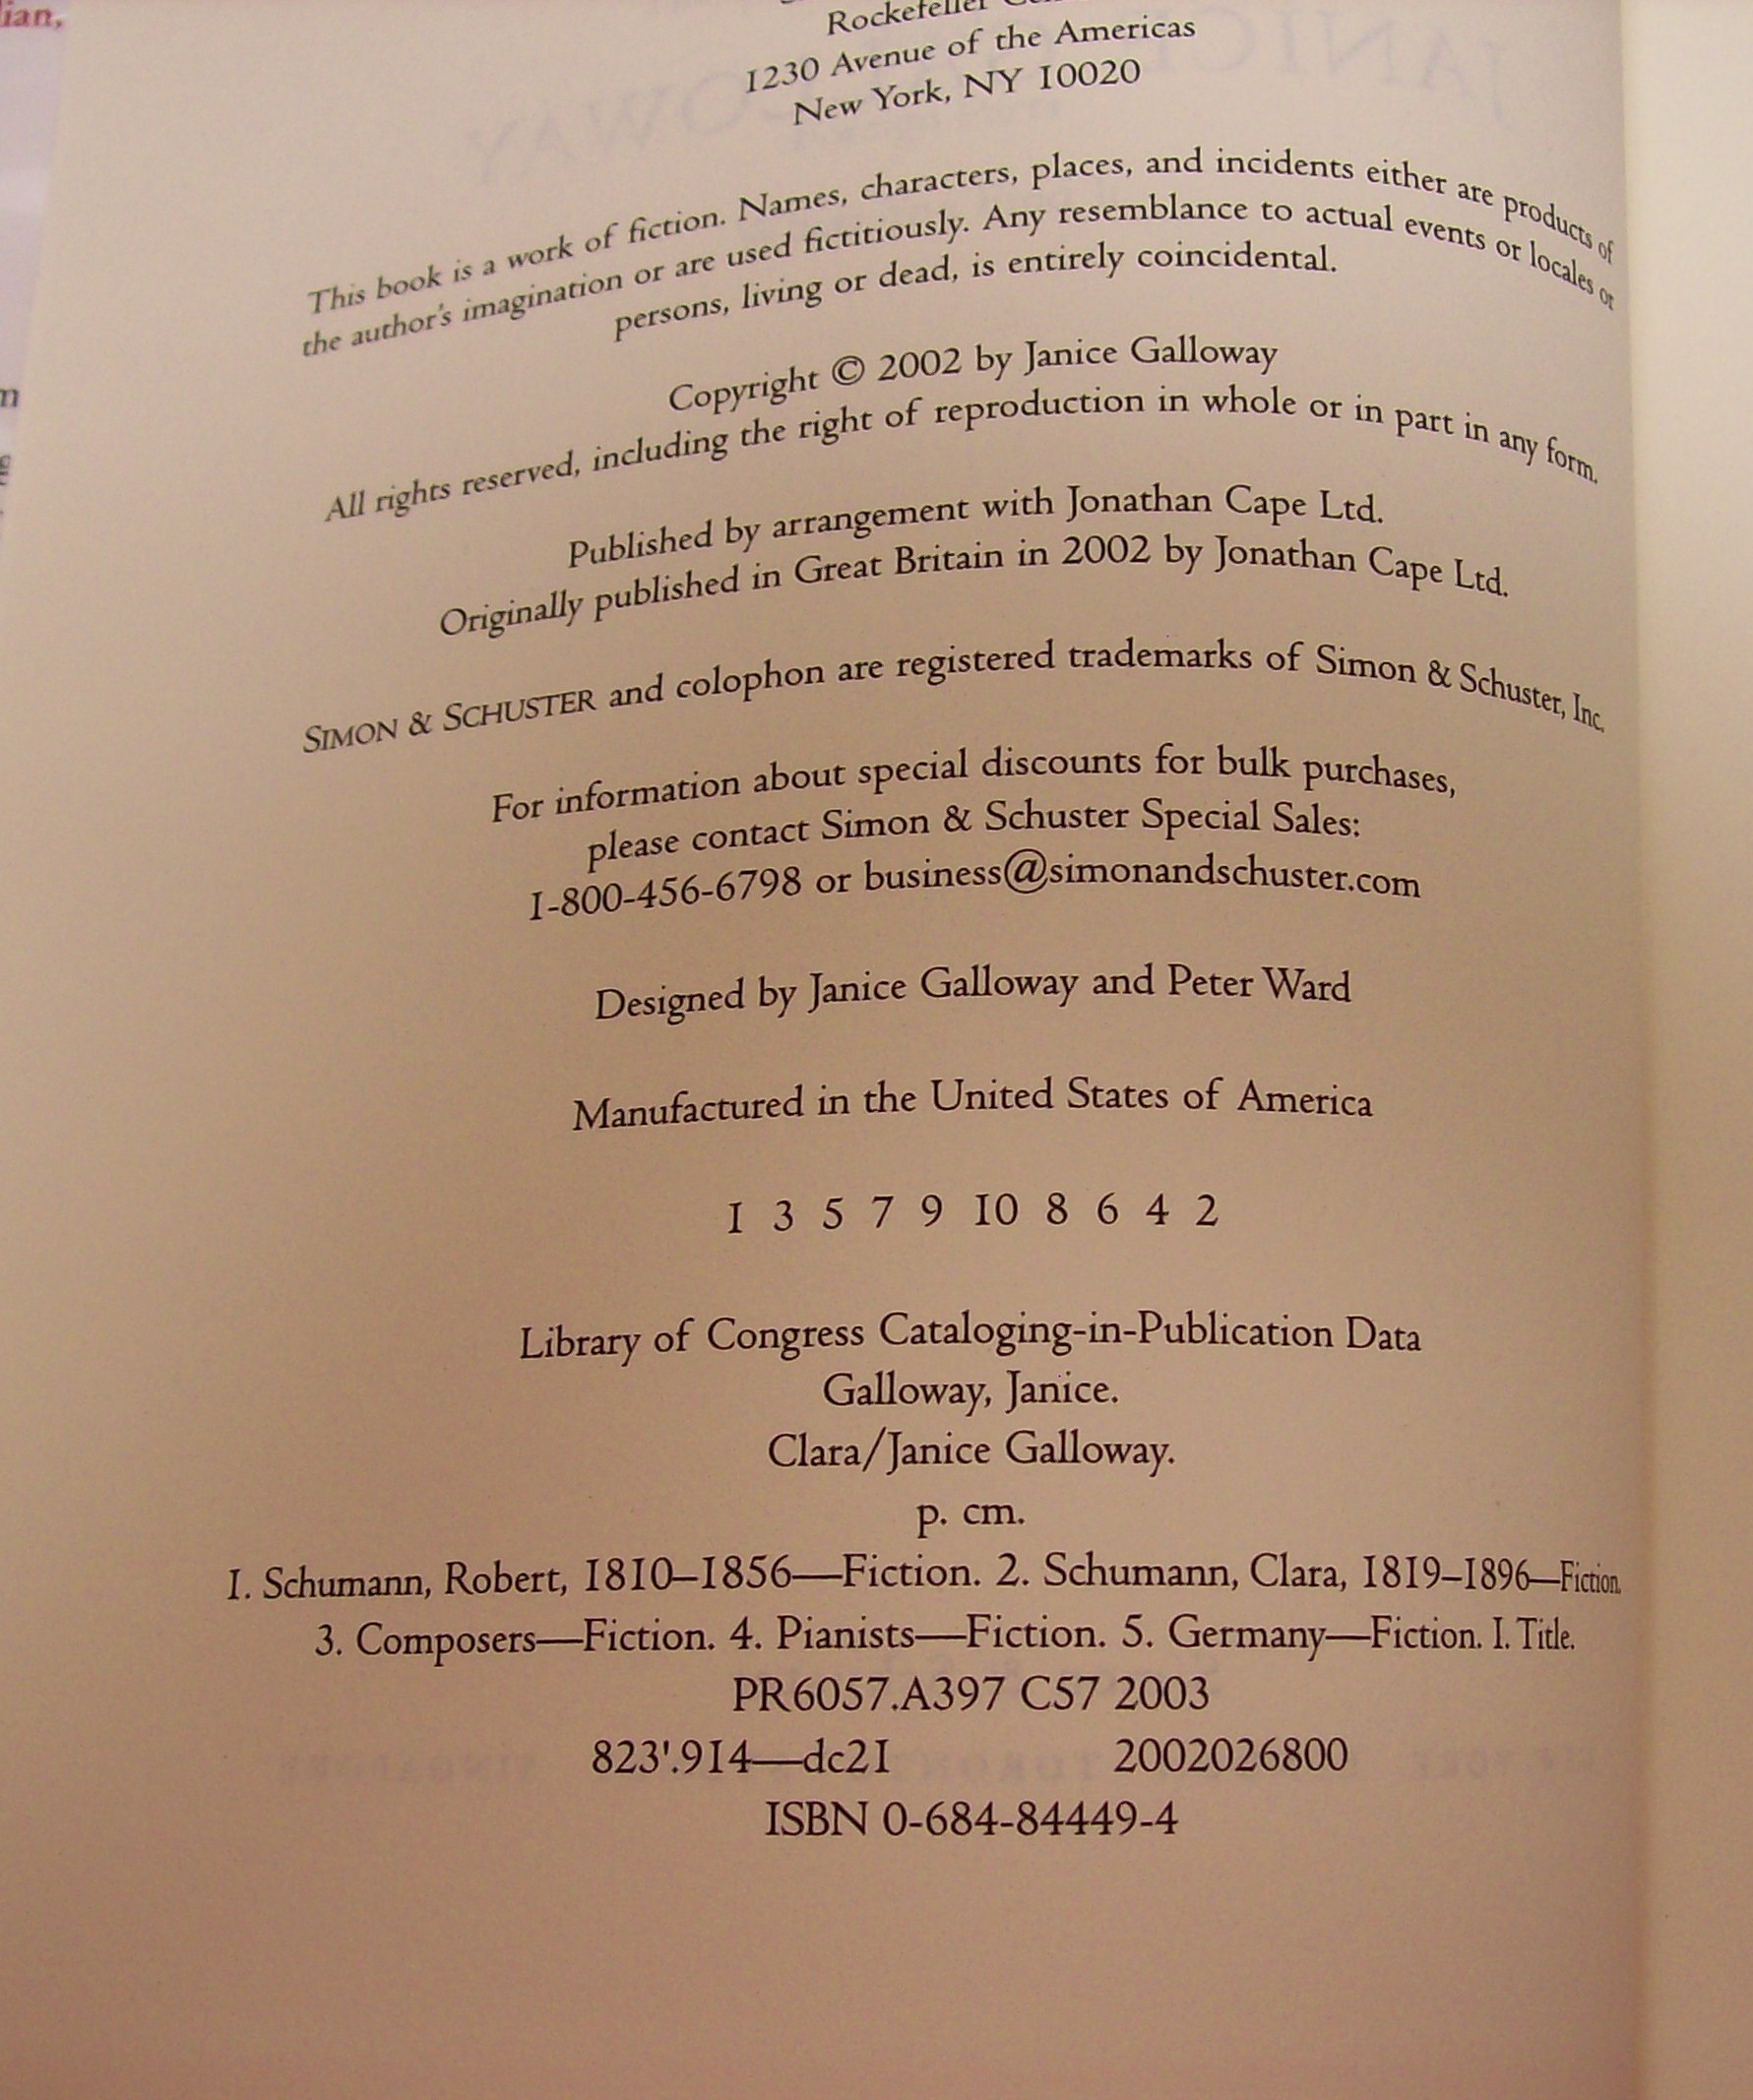 lian,
Rockefeller
1230 Avenue of the Americas
New York, NY 10020
This book is a work of fiction. Names, characters, places, and incidents either are products of
the author's imagination or are used fictitiously. Any resemblance to actual events or locales or
persons, living or dead, is entirely coincidental.
Copyright © 2002 by Janice Galloway
All rights reserved, including the right of reproduction in whole or in part in any form.
Published by arrangement with Jonathan Cape Ltd.
Originally published in Great Britain in 2002 by Jonathan Cape Ltd.
SIMON & SCHUSTER and colophon are registered trademarks of Simon & Schuster, Inc.
For information about special discounts for bulk purchases,
please contact Simon & Schuster Special Sales:
1-800-456-6798 or business@simonandschuster.com
Designed by Janice Galloway and Peter Ward
Manufactured in the United States of America
1 3 5 7 9 10 8 6 4 2
Library of Congress Cataloging-in-Publication Data
Galloway, Janice.
Clara/Janice Galloway.
p. cm.
1. Schumann, Robert, 1810–1856—Fiction. 2. Schumann, Clara, 1819–1896—Fiction.
3. Composers—Fiction. 4. Pianists—Fiction. 5. Germany—Fiction. I. Title.
PR6057.A397 C57 2003
823'.914—dc21 2002026800
ISBN 0-684-84449-4